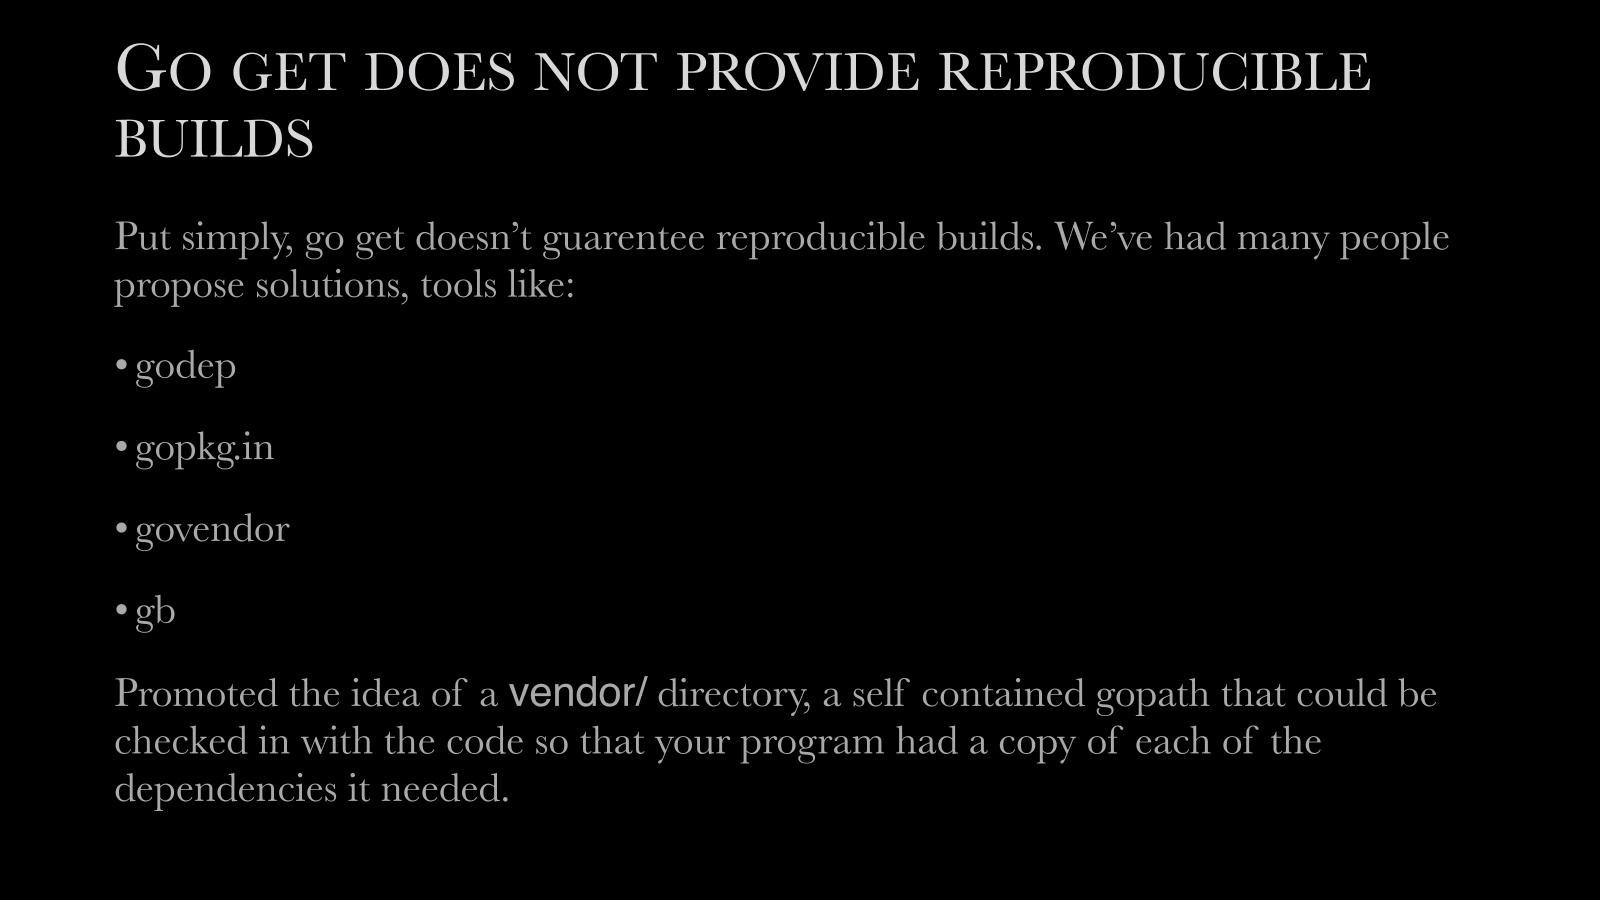 Go get does not provide reproducible
builds
Put simply, go get doesn’t guarentee reproducible builds. We’ve had many people
propose solutions, tools like:
• godep
• gopkg.in
• govendor
• gb
Promoted the idea of a vendor/ directory, a self contained gopath that could be
checked in with the code so that your program had a copy of each of the
dependencies it needed.